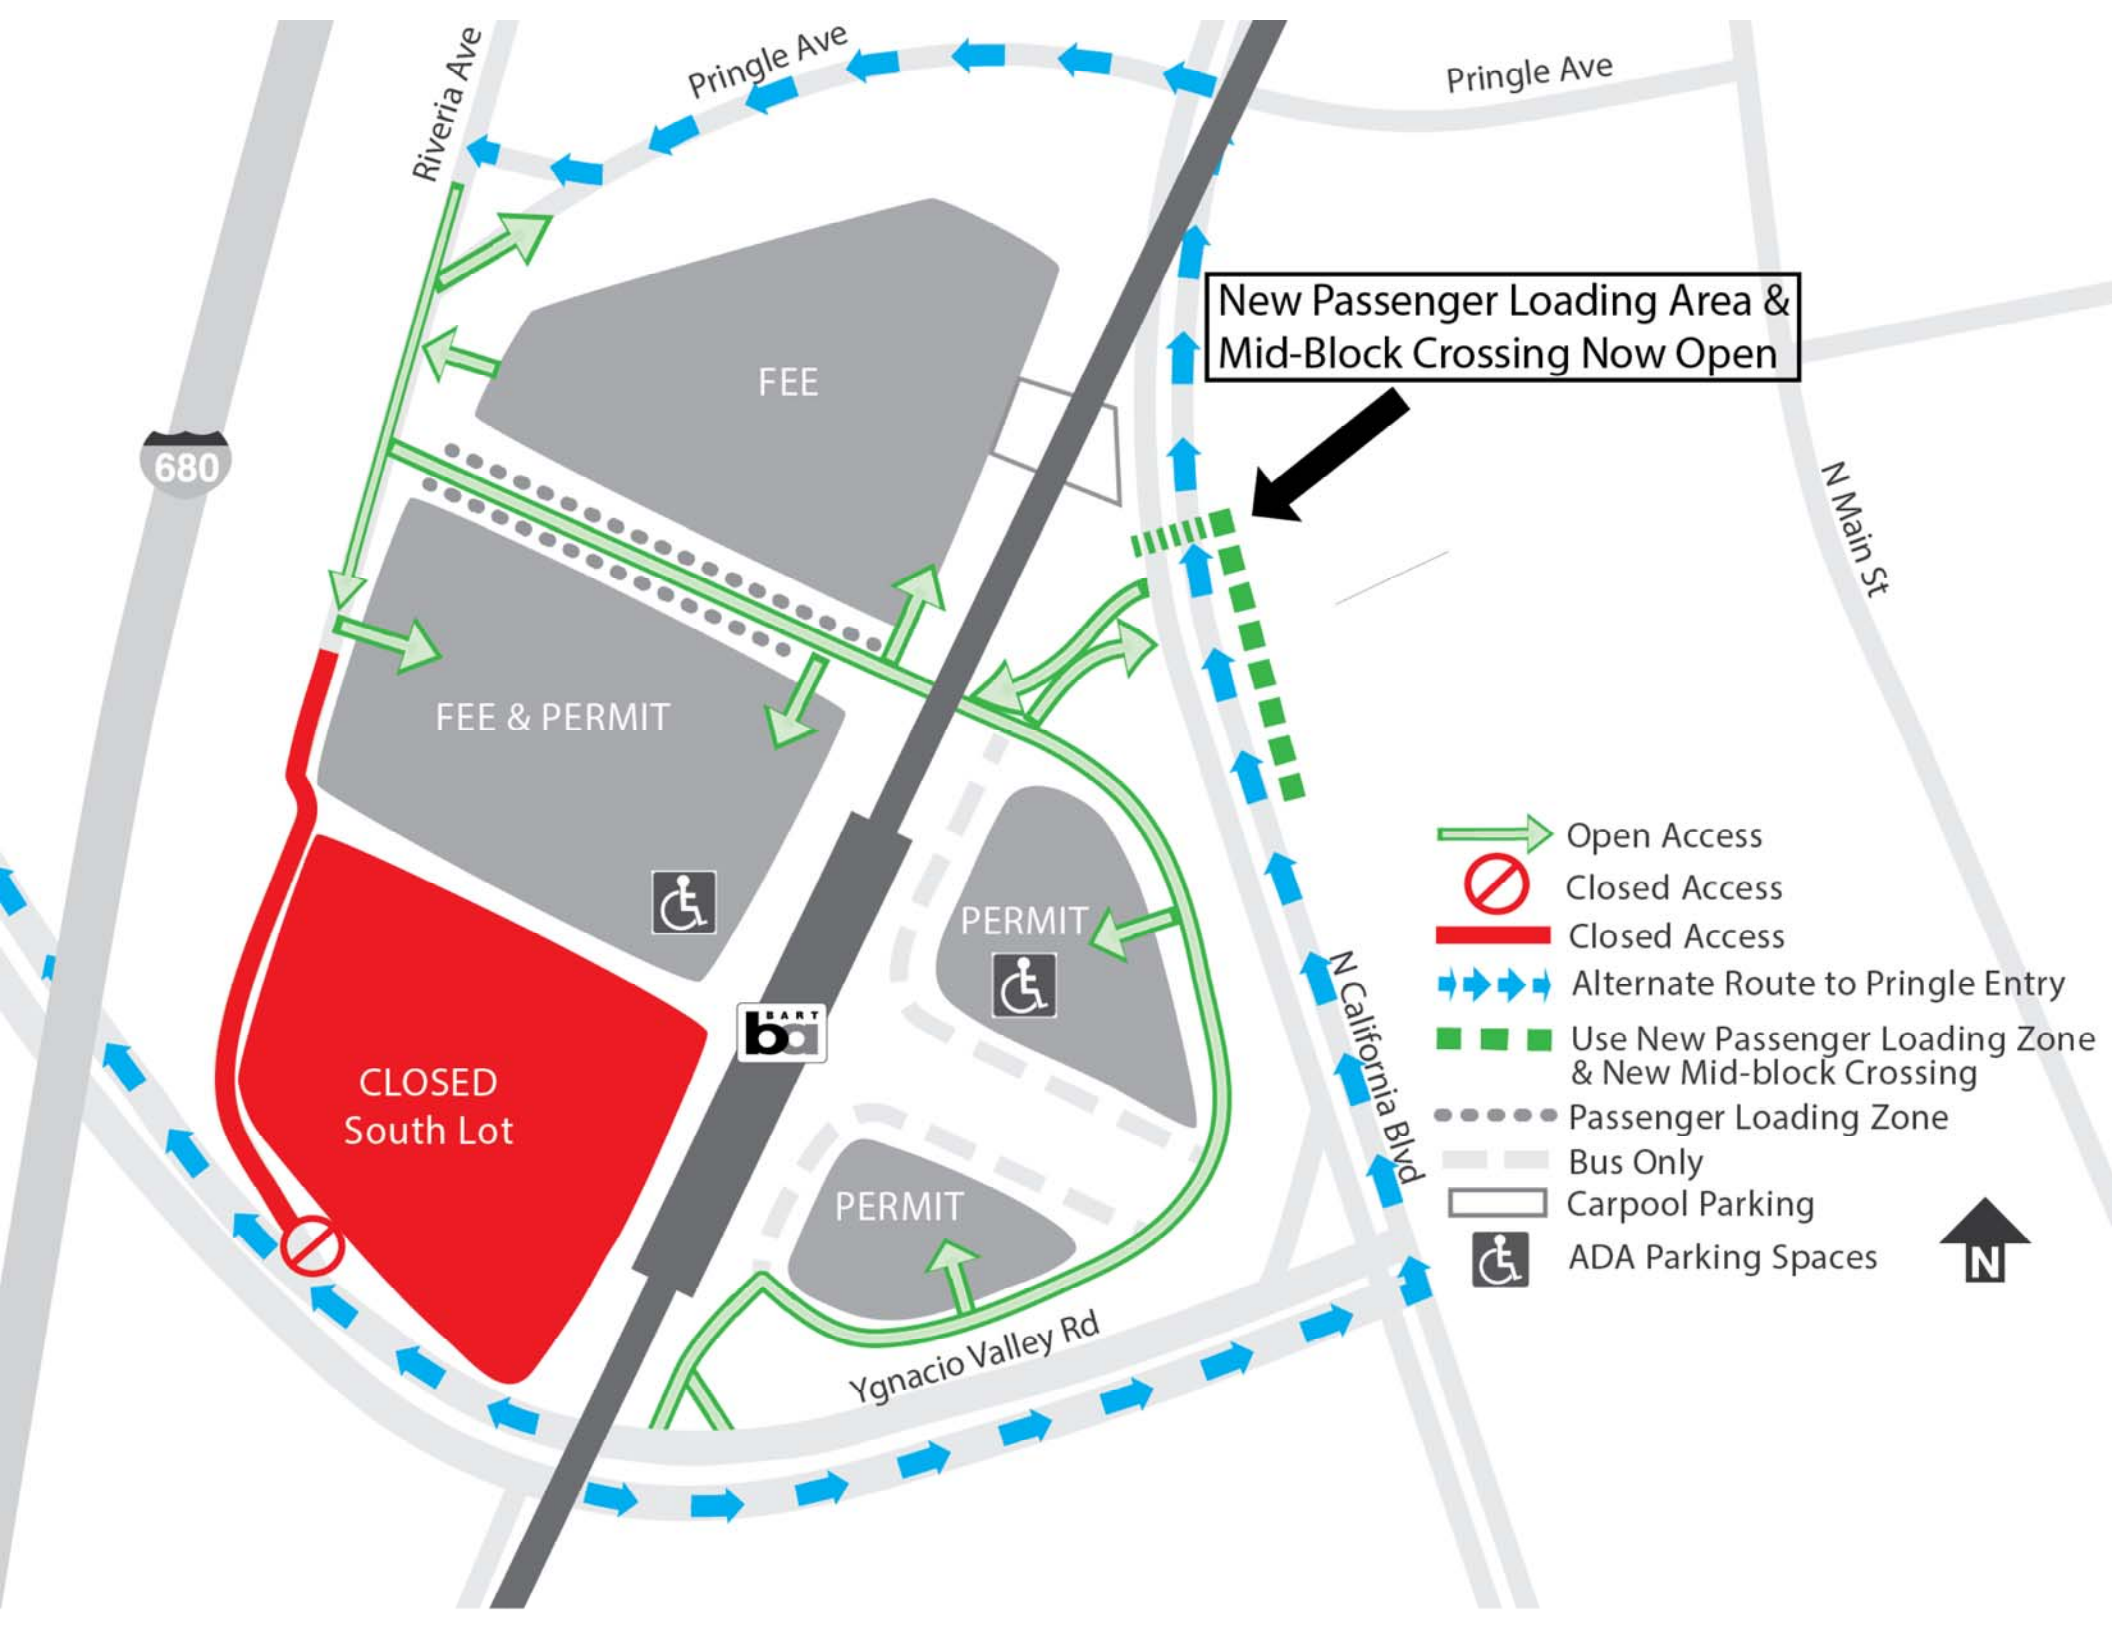 Riveria Ave
Pringle Ave
Pringle Ave
New Passenger Loading Area &
Mid-Block Crossing Now Open
FEE
680
N Main St
FEE & PERMIT
PERMIT
BART
ba
CLOSED
South Lot
PERMIT
N California Blvd
Ygnacio Valley Rd
Open Access
Closed Access
Closed Access
Alternate Route to Pringle Entry
Use New Passenger Loading Zone
& New Mid-block Crossing
Passenger Loading Zone
Bus Only
Carpool Parking
ADA Parking Spaces
N